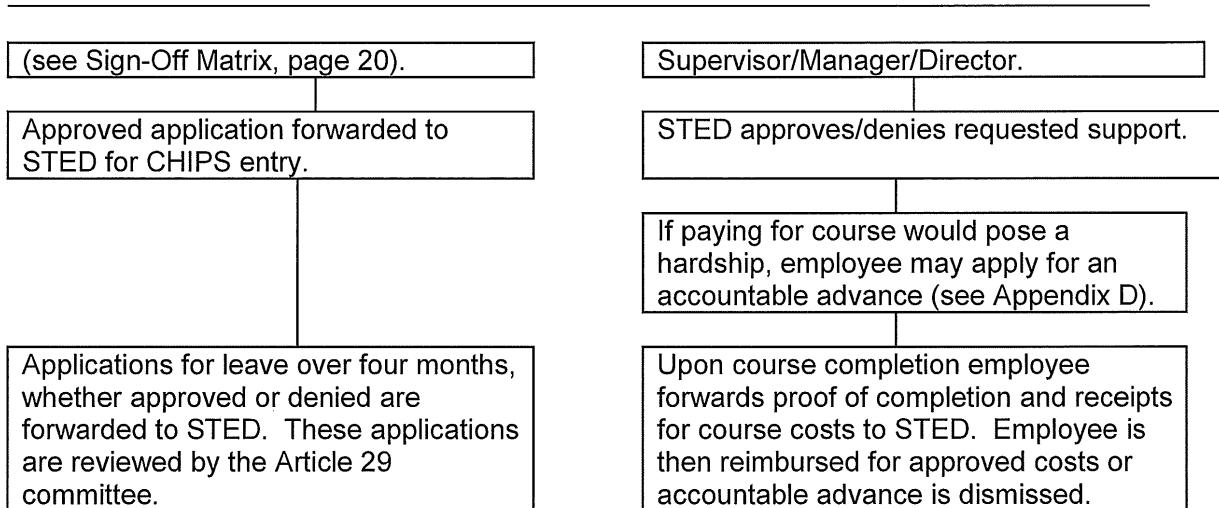 (see Sign-Off Matrix, page 20).
Approved application forwarded to
STED for CHIPS entry.
Applications for leave over four months,
whether approved or denied are
forwarded to STED.  These applications
are reviewed by the Article 29
committee.
Supervisor/Manager/Director.
STED approves/denies requested support.
If paying for course would pose a
hardship, employee may apply for an
accountable advance (see Appendix D).
Upon course completion employee
forwards proof of completion and receipts
for course costs to STED.  Employee is
then reimbursed for approved costs or
accountable advance is dismissed.